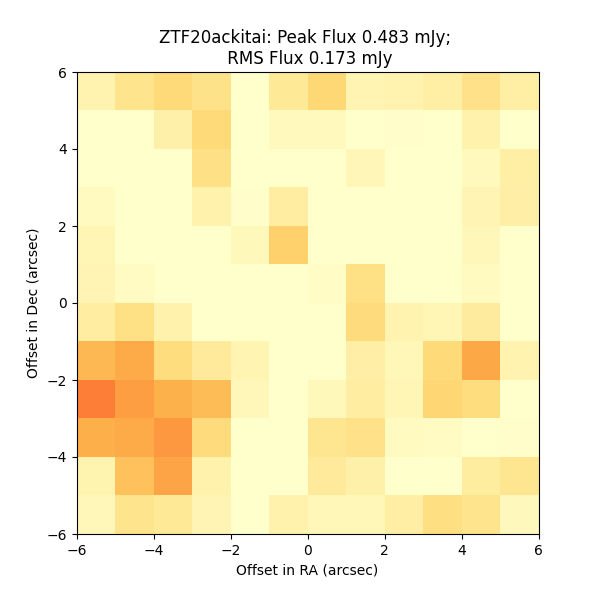 ZTF20ackitai: Peak Flux 0.483 mJy;
RMS Flux 0.173 mJy
6
4
2
0
−2
−4
−6
Offset in Dec (arcsec)
−6 −4 −2 0 2 4 6
Offset in RA (arcsec)